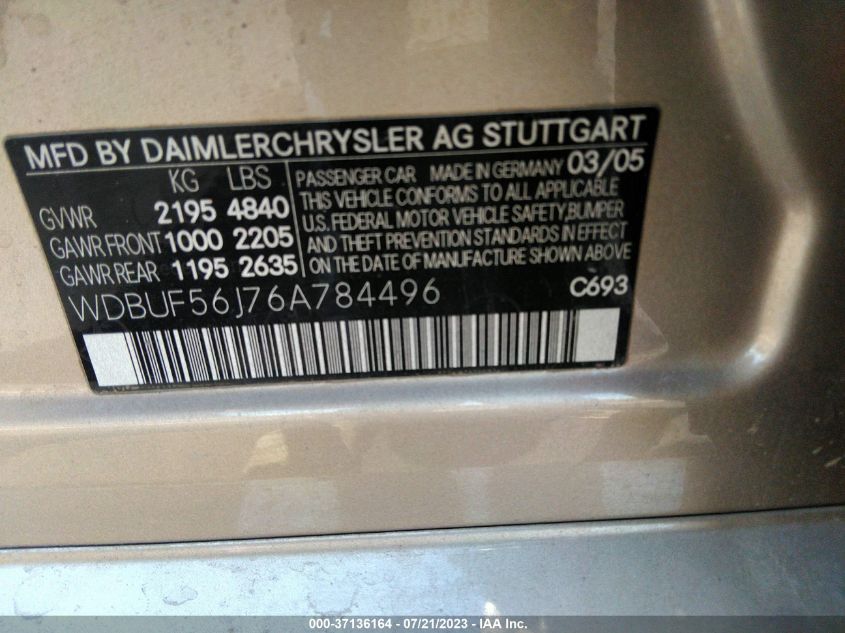 MFD BY DAIMLERCHRYSLER AG STUTTGART
KG LBS
GVWR 2195 4840
GAWR FRONT 1000 2205
GAWR REAR 1195 2635
PASSENGER CAR MADE IN GERMANY 03/05
THIS VEHICLE CONFORMS TO ALL APPLICABLE
U.S. FEDERAL MOTOR VEHICLE SAFETY, BUMPER
AND THEFT PREVENTION STANDARDS IN EFFECT
ON THE DATE OF MANUFACTURE SHOWN ABOVE
WDBUF56J76A784496 C693
000-37136164 / 07/21/2023 - IAA Inc.